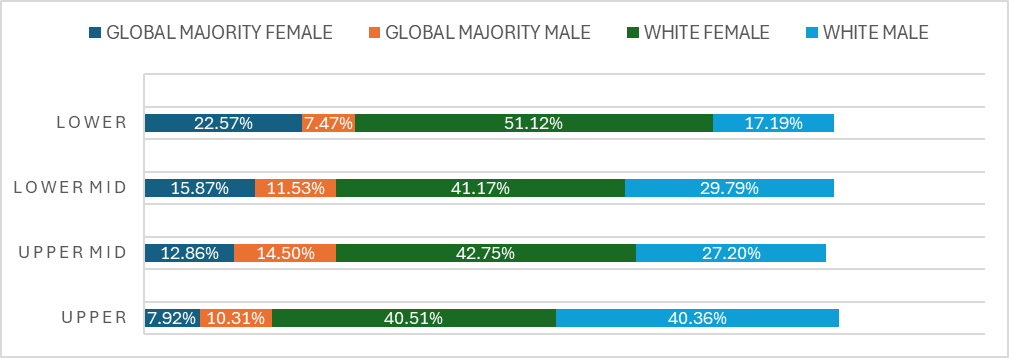 GLOBAL MAJORITY FEMALE GLOBAL MAJORITY MALE WHITE FEMALE WHITE MALE
LOWER 22.57% 7.47% 51.12% 17.19%
LOWER MID 15.87% 11.53% 41.17% 29.79%
UPPER MID 12.86% 14.50% 42.75% 27.20%
UPPER 7.92% 10.31% 40.51% 40.36%